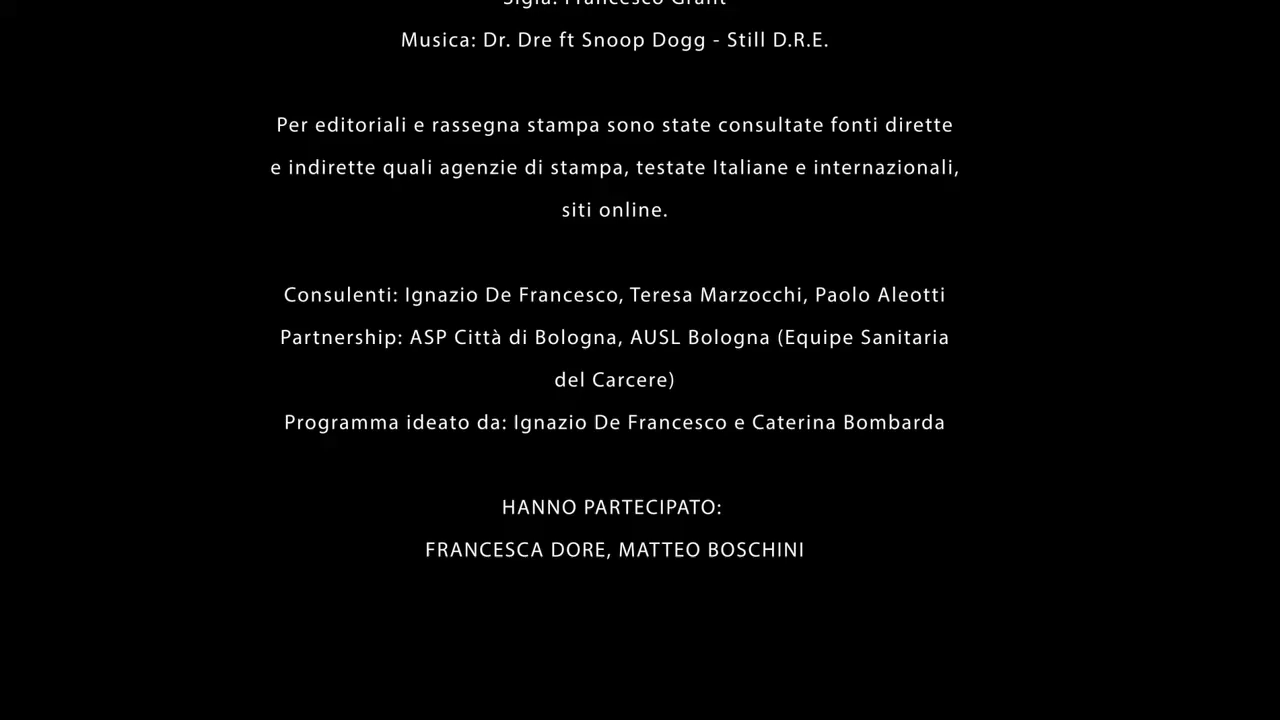 Sigla: Francesco Grant
Musica: Dr. Dre ft Snoop Dogg - Still D.R.E.
Per editoriali e rassegna stampa sono state consultate fonti dirette
e indirette quali agenzie di stampa, testate Italiane e internazionali,
siti online.
Consulenti: Ignazio De Francesco, Teresa Marzocchi, Paolo Aleotti
Partnership: ASP Città di Bologna, AUSL Bologna (Equipe Sanitaria
del Carcere)
Programma ideato da: Ignazio De Francesco e Caterina Bombarda
HANNO PARTECIPATO:
FRANCESCA DORE, MATTEO BOSCHINI